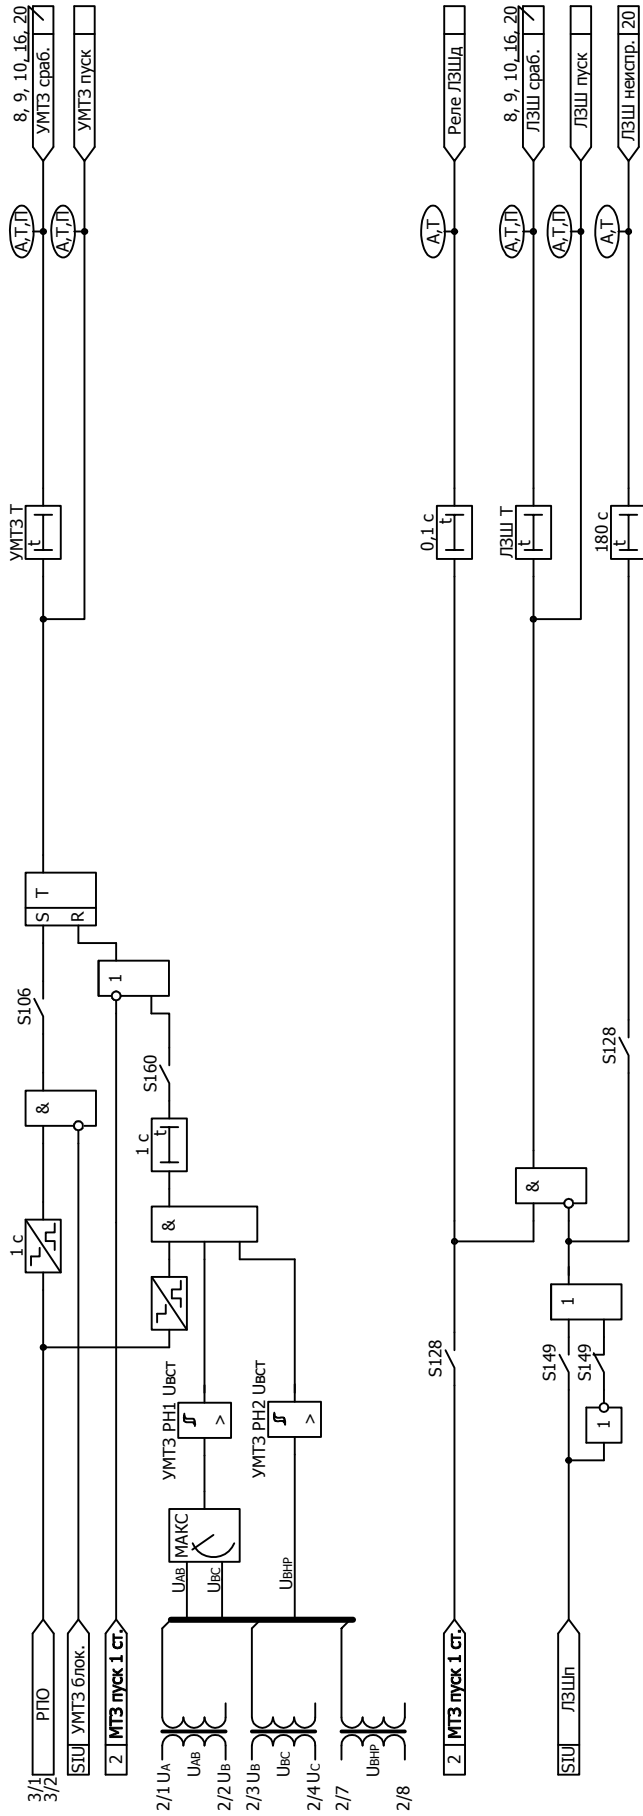 3/1
3/2
РПО
1 с
&
S106
S
R
T
УМТЗ Т
t
А,Т,П
8, 9, 10, 16, 20
УМТЗ сраб.
SIU УМТЗ блок.
А,Т,П
УМТЗ пуск
2 МТЗ пуск 1 ст.
1
2/1 UA
UAB
2/2 UB
2/3 UB
UBC
2/4 UC
2/7
UВНР
2/8
UAB
UBC
UВНР
МАКС
УМТЗ РН1 Uвст
>
УМТЗ РН2 Uвст
>
&
1 с
t
S160
2 МТЗ пуск 1 ст.
S128
0,1 с
t
А,Т
Реле ЛЗШд
&
ЛЗШ Т
t
А,Т,П
8, 9, 10, 16, 20
ЛЗШ сраб.
А,Т,П
ЛЗШ пуск
SIU ЛЗШп
1
S149
S149
1
S128
180 с
t
А,Т
ЛЗШ неиспр. 20